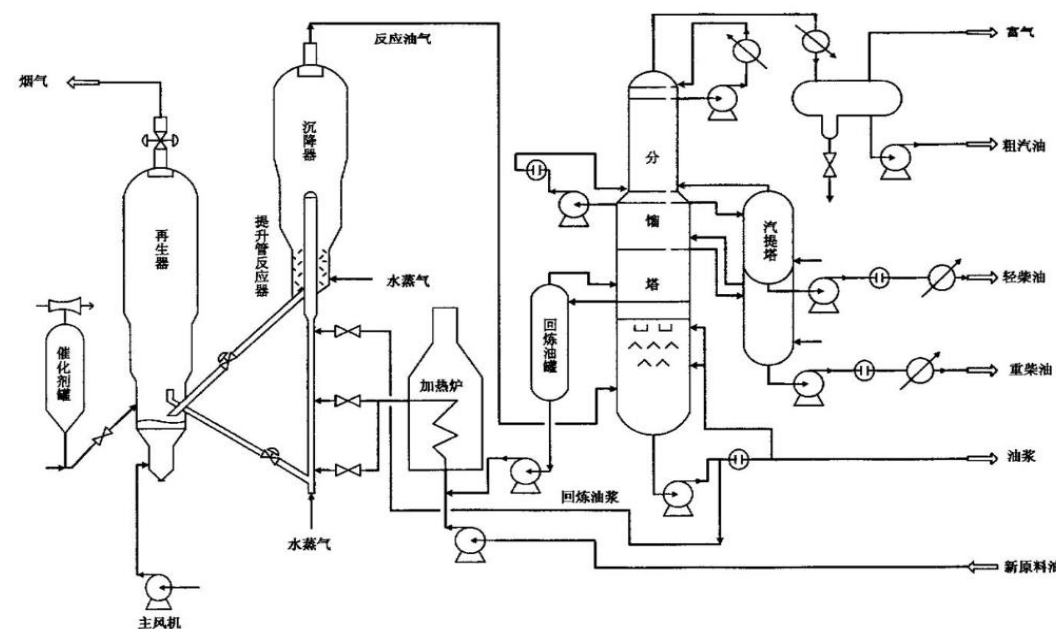 反应油气
富气
烟气
沉降器
粗汽油
分
馏
塔
汽提塔
再生器
提升管反应器
水蒸气
轻柴油
催化剂罐
加热炉
回炼油罐
重柴油
油浆
回炼油浆
水蒸气
新原料油
主风机